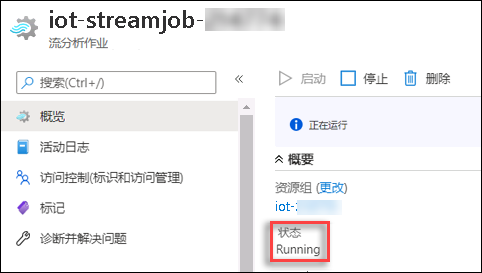 iot-streamjob-
流分析作业
搜索(Ctrl+/)
«
启动
停止
删除
概览
活动日志
访问控制(标识和访问管理)
标记
诊断并解决问题
正在运行
概要
资源组 (更改)
iot-
状态
Running